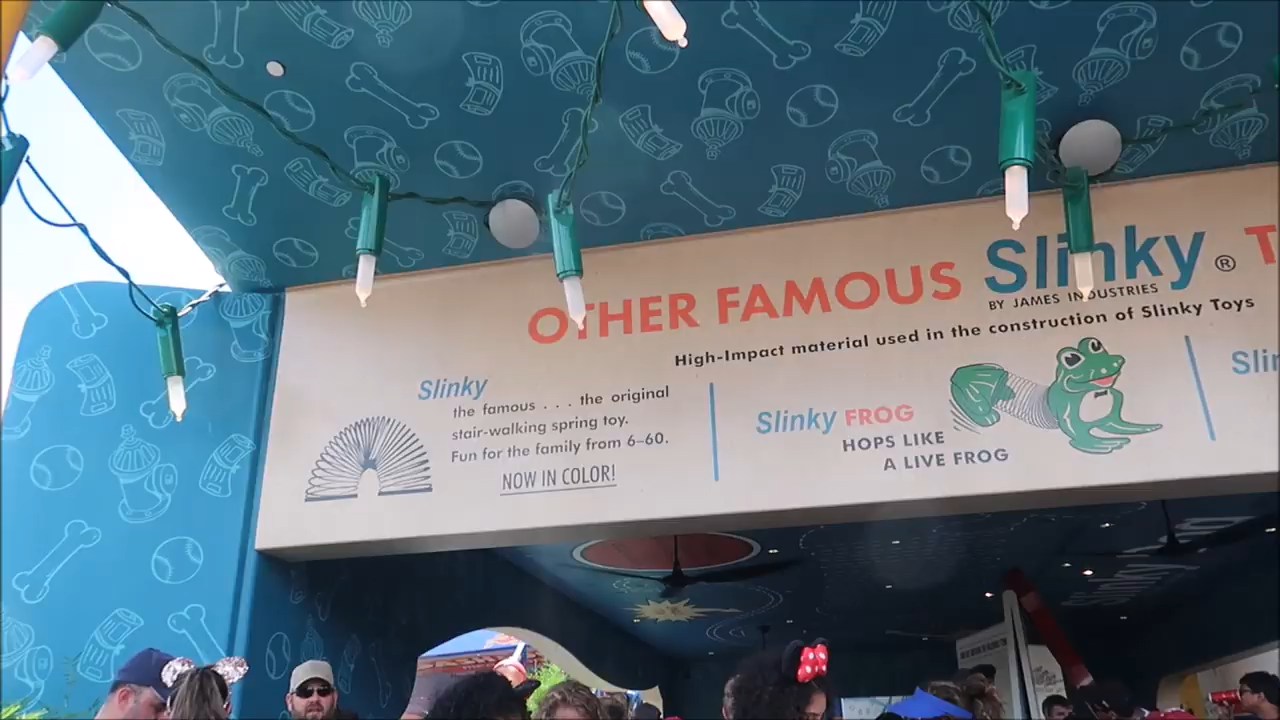 OTHER FAMOUS Slinky® T
BY JAMES INDUSTRIES
High-Impact material used in the construction of Slinky Toys
Slinky
the famous . . . the original
stair-walking spring toy.
Fun for the family from 6–60.
NOW IN COLOR!
Slinky FROG
HOPS LIKE
A LIVE FROG
Slin
Slinky Dog